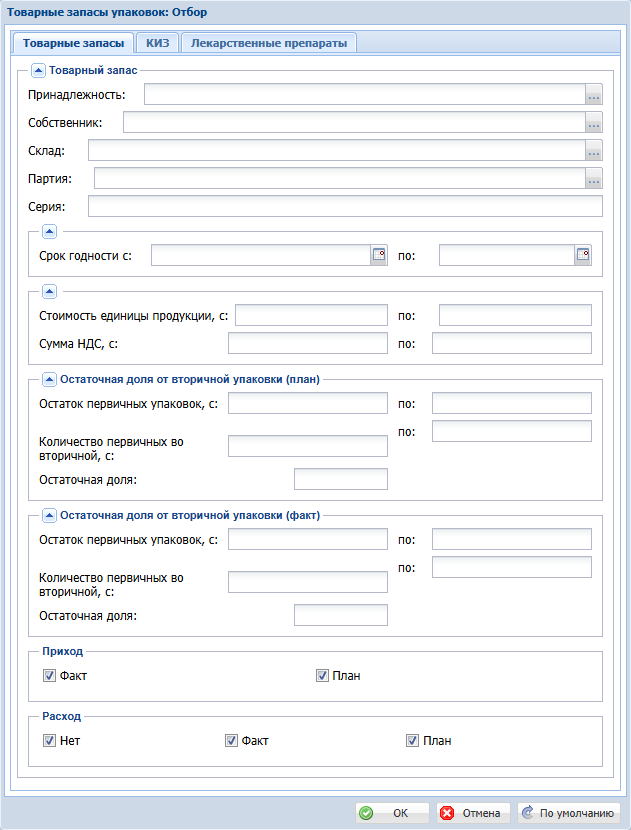 Товарные запасы упаковок: Отбор
Товарные запасы КИЗ Лекарственные препараты
Товарный запас
Принадлежность: ...
Собственник: ...
Склад: ...
Партия: ...
Серия:
Срок годности с: по:
Стоимость единицы продукции, с: по:
Сумма НДС, с: по:
Остаточная доля от вторичной упаковки (план)
Остаток первичных упаковок, с: по:
по:
Количество первичных во
вторичной, с:
Остаточная доля:
Остаточная доля от вторичной упаковки (факт)
Остаток первичных упаковок, с: по:
по:
Количество первичных во
вторичной, с:
Остаточная доля:
Приход
Факт План
Расход
Нет Факт План
OK Отмена По умолчанию